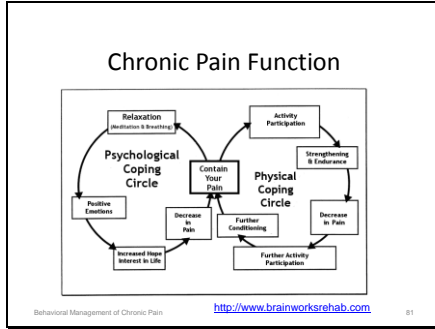 Chronic Pain Function
Relaxation
(Meditation & Breathing)
Psychological
Coping
Circle
Positive
Emotions
Increased Hope
Interest in Life
Decrease
in
Pain
Contain
Your
Pain
Activity
Participation
Strengthening
& Endurance
Physical
Coping
Circle
Decrease
in Pain
Further
Conditioning
Further Activity
Participation
Behavioral Management of Chronic Pain
http://www.brainworksrehab.com
81